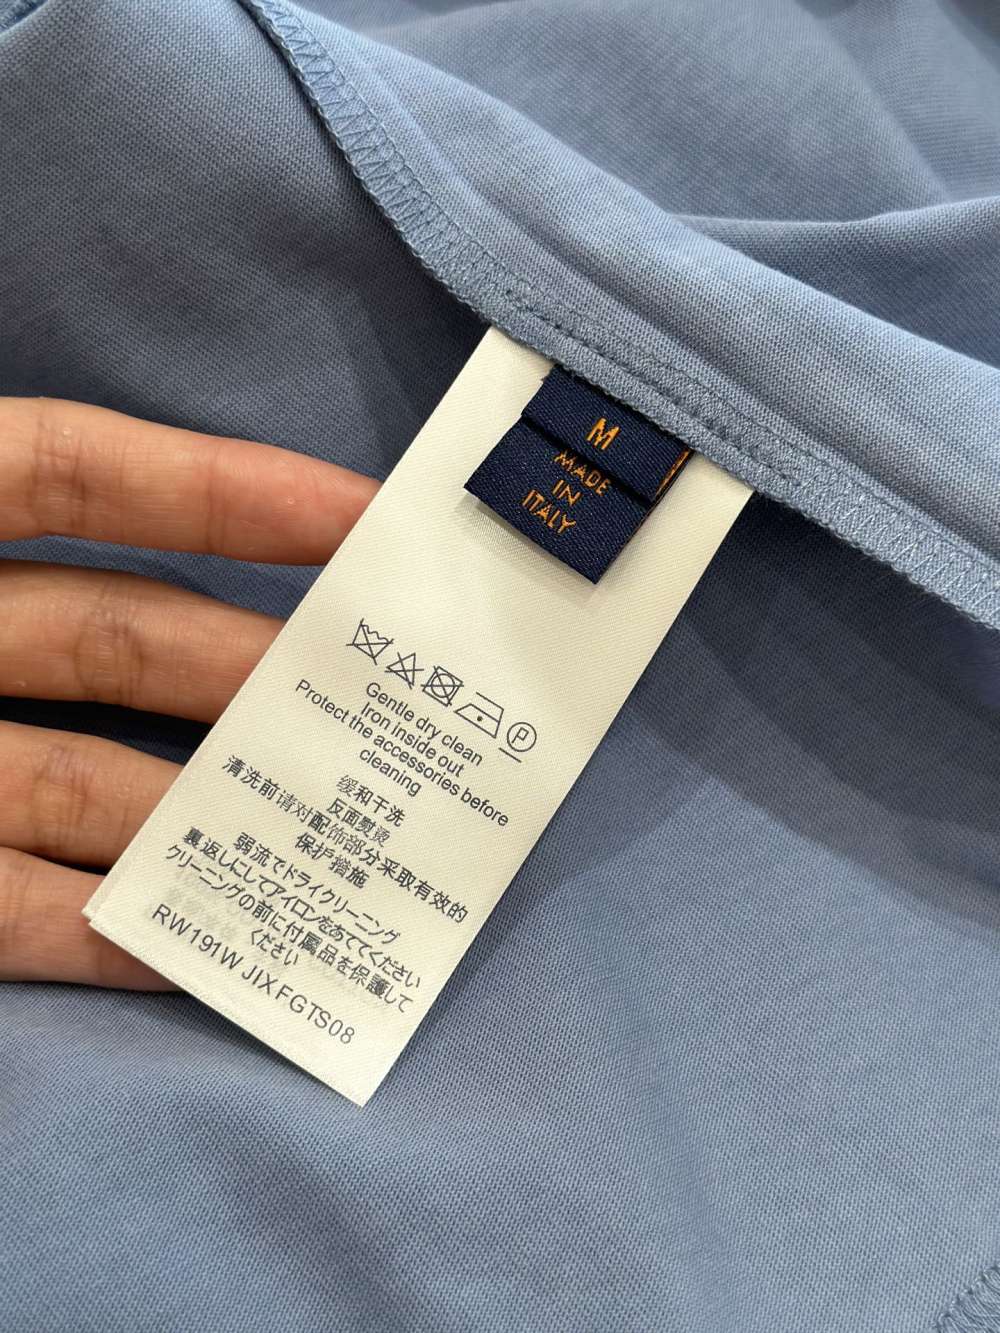 M
MADE
IN
ITALY
P
Gentle dry clean
Iron inside out
Protect the accessories before
cleaning
缓和干洗
反面熨烫
清洗前请对配饰部分采取有效的
保护措施
弱流でドライクリーニング
裏返しにしてアイロンをあててください
クリーニングの前に付属品を保護して
ください
RW191W JIX FGTS08